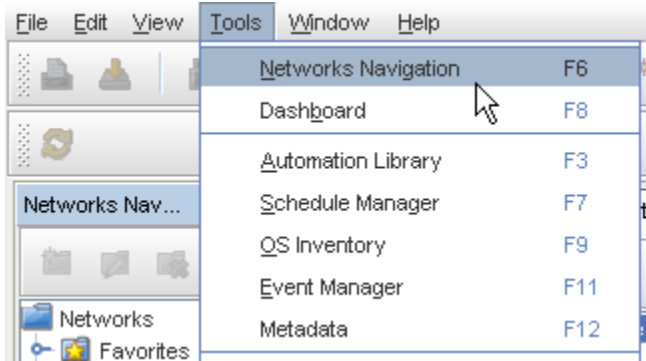 File Edit View Tools Window Help
Networks Navigation F6
Dashboard F8
Automation Library F3
Networks Nav...
Schedule Manager F7
OS Inventory F9
Event Manager F11
Networks
Metadata F12
Favorites